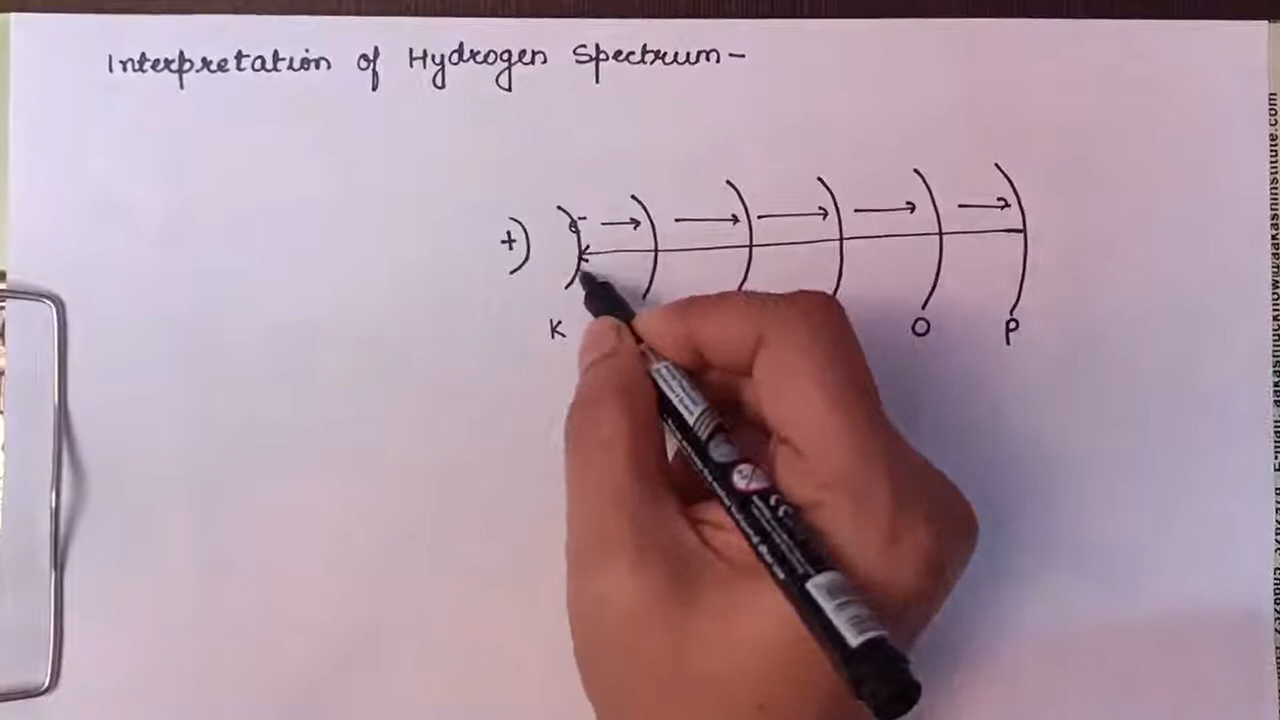 Interpretation of Hydrogen Spectrum-
+
e-
K O P